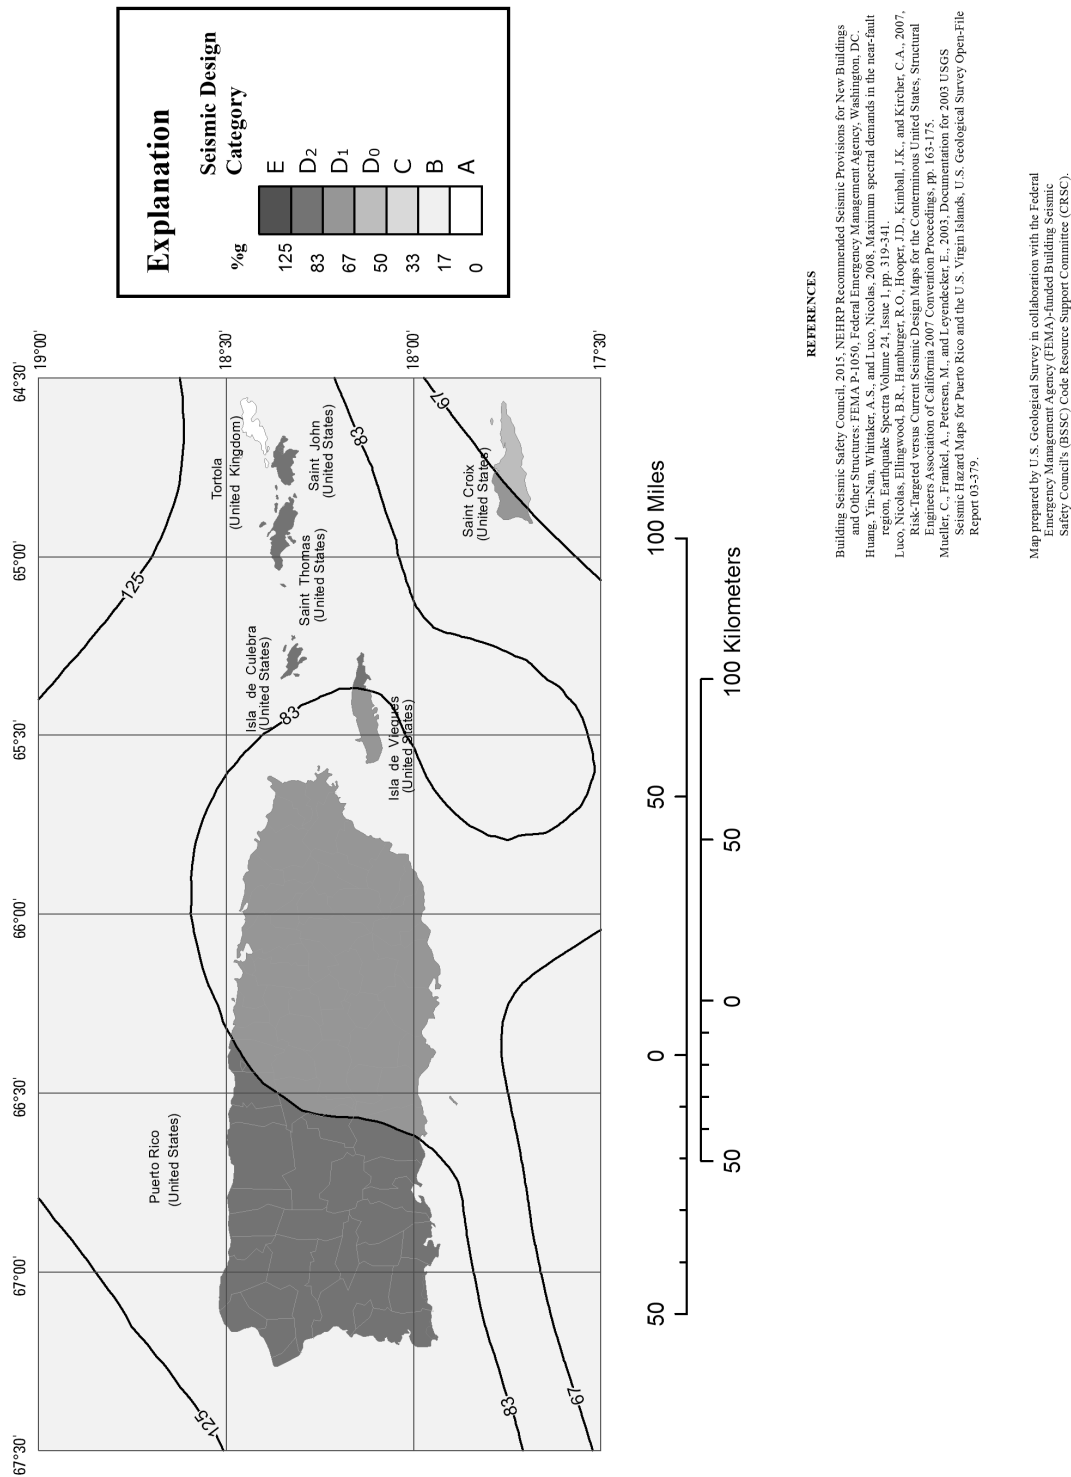 67°30'
67°00'
66°30'
66°00'
65°30'
65°00'
64°30'
19°00'
18°30'
18°00'
17°30'
125
125
83
83
83
67
67
Puerto Rico
(United States)
Isla de Culebra
(United States)
Isla de Vieques
(United States)
Saint Thomas
(United States)
Tortola
(United Kingdom)
Saint John
(United States)
Saint Croix
(United States)
Explanation
Seismic Design
%g Category
125 E
83 D2
67 D1
50 D0
33 C
17 B
0 A
50 0 50 100 Miles
50 0 50 100 Kilometers
REFERENCES
Building Seismic Safety Council, 2015, NEHRP Recommended Seismic Provisions for New Buildings
and Other Structures: FEMA P-1050, Federal Emergency Management Agency, Washington, DC.
Huang, Yin-Nan, Whittaker, A.S., and Luco, Nicolas, 2008, Maximum spectral demands in the near-fault
region, Earthquake Spectra Volume 24, Issue 1, pp. 319-341.
Luco, Nicolas, Ellingwood, B.R., Hamburger, R.O., Hooper, J.D., Kimball, J.K., and Kircher, C.A., 2007,
Risk-Targeted versus Current Seismic Design Maps for the Conterminous United States, Structural
Engineers Association of California 2007 Convention Proceedings, pp. 163-175.
Mueller, C., Frankel, A., Petersen, M., and Leyendecker, E., 2003, Documentation for 2003 USGS
Seismic Hazard Maps for Puerto Rico and the U.S. Virgin Islands, U.S. Geological Survey Open-File
Report 03-379.
Map prepared by U.S. Geological Survey in collaboration with the Federal
Emergency Management Agency (FEMA)-funded Building Seismic
Safety Council's (BSSC) Code Resource Support Committee (CRSC).